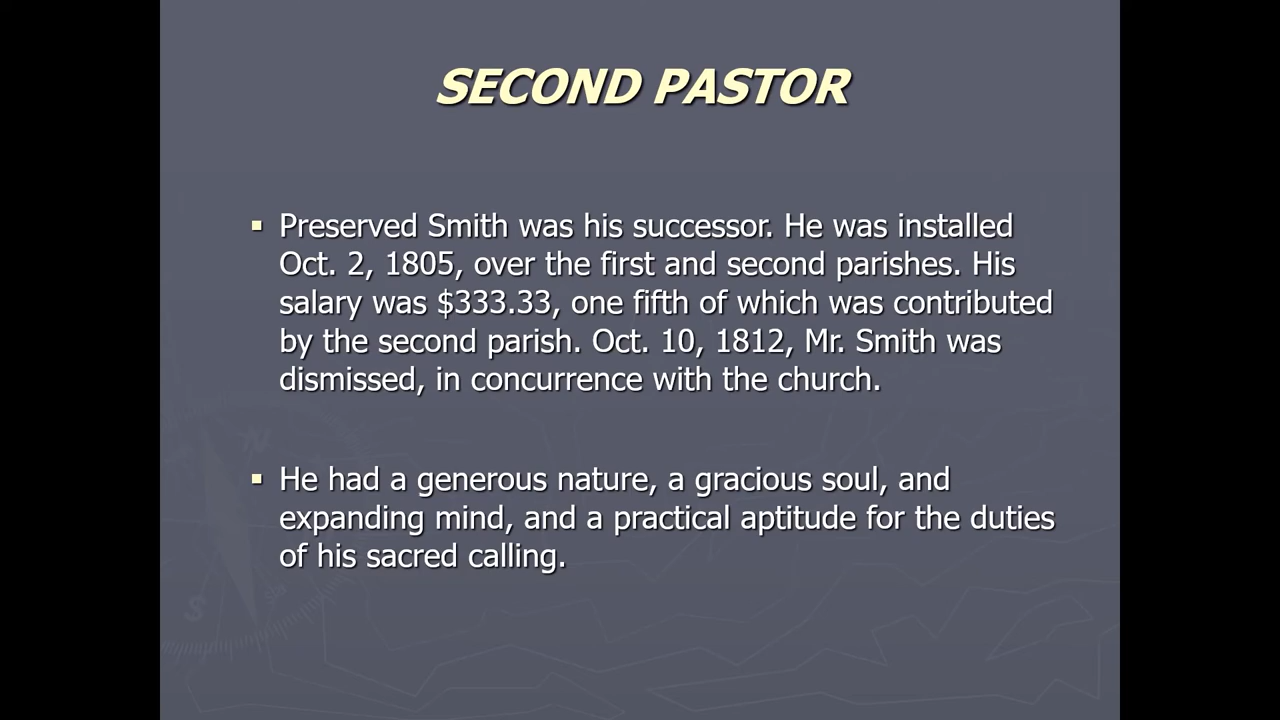 SECOND PASTOR
Preserved Smith was his successor. He was installed
Oct. 2, 1805, over the first and second parishes. His
salary was $333.33, one fifth of which was contributed
by the second parish. Oct. 10, 1812, Mr. Smith was
dismissed, in concurrence with the church.
He had a generous nature, a gracious soul, and
expanding mind, and a practical aptitude for the duties
of his sacred calling.
N
S